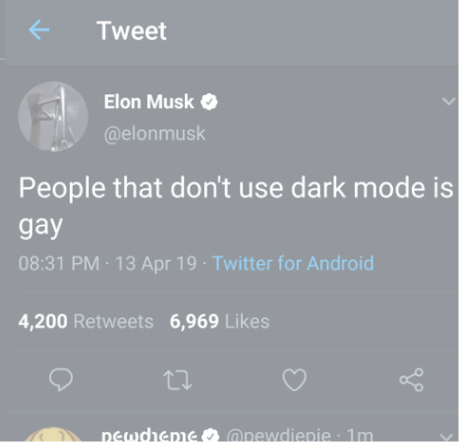 Tweet
Elon Musk
@elonmusk
People that don't use dark mode is
gay
08:31 PM · 13 Apr 19 · Twitter for Android
4,200 Retweets 6,969 Likes
@pewdiepie · 1m